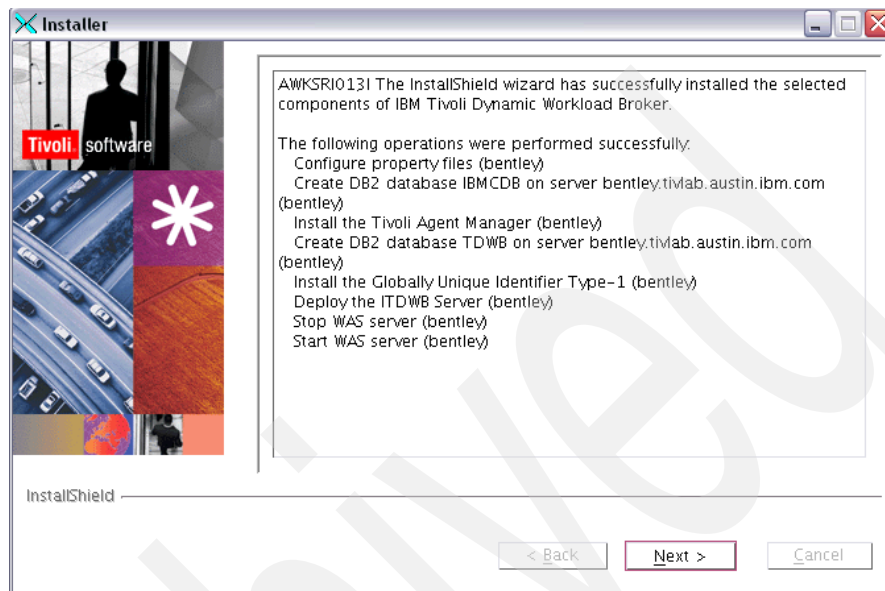 Installer
Tivoli. software
AWKSRI013I The InstallShield wizard has successfully installed the selected
components of IBM Tivoli Dynamic Workload Broker.
The following operations were performed successfully:
Configure property files (bentley)
Create DB2 database IBMCDB on server bentley.tivlab.austin.ibm.com
(bentley)
Install the Tivoli Agent Manager (bentley)
Create DB2 database TDWB on server bentley.tivlab.austin.ibm.com
(bentley)
Install the Globally Unique Identifier Type-1 (bentley)
Deploy the ITDWB Server (bentley)
Stop WAS server (bentley)
Start WAS server (bentley)
InstallShield
< Back Next > Cancel